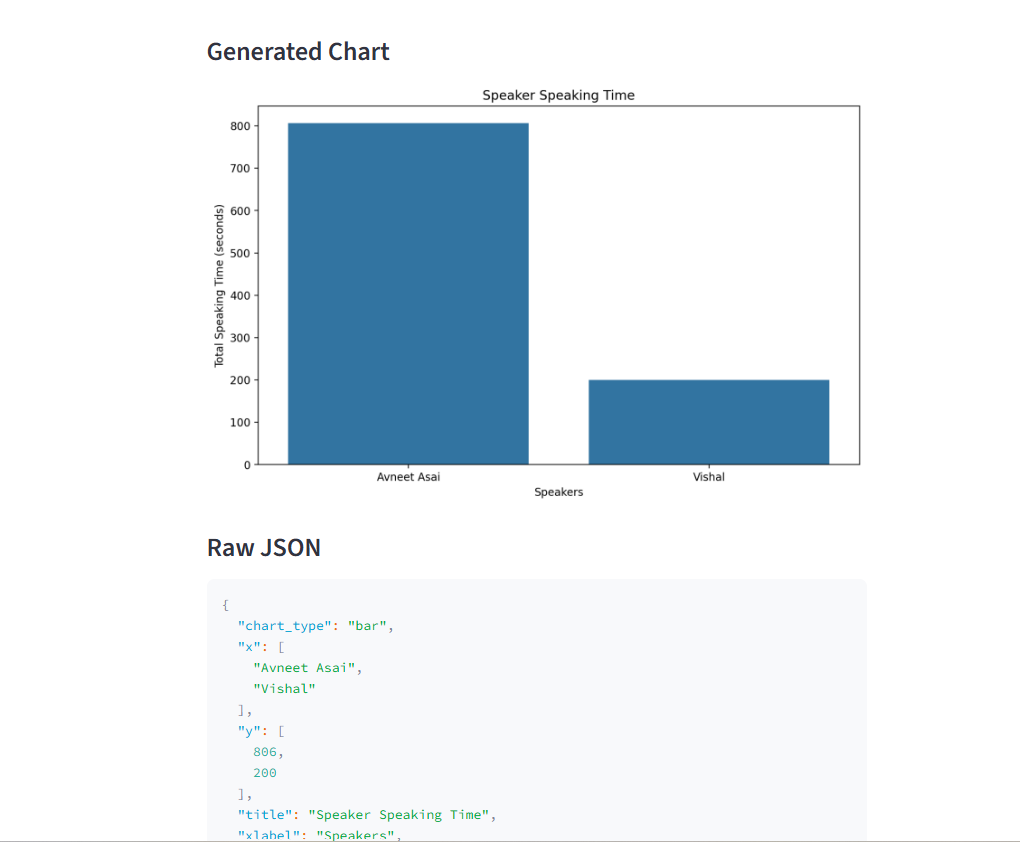 Generated Chart
Speaker Speaking Time
Total Speaking Time (seconds)
800
700
600
500
400
300
200
100
0
Avneet Asai
Vishal
Speakers
Raw JSON
{
"chart_type": "bar",
"x": [
"Avneet Asai",
"Vishal"
],
"y": [
806,
200
],
"title": "Speaker Speaking Time",
"xlabel": "Speakers",